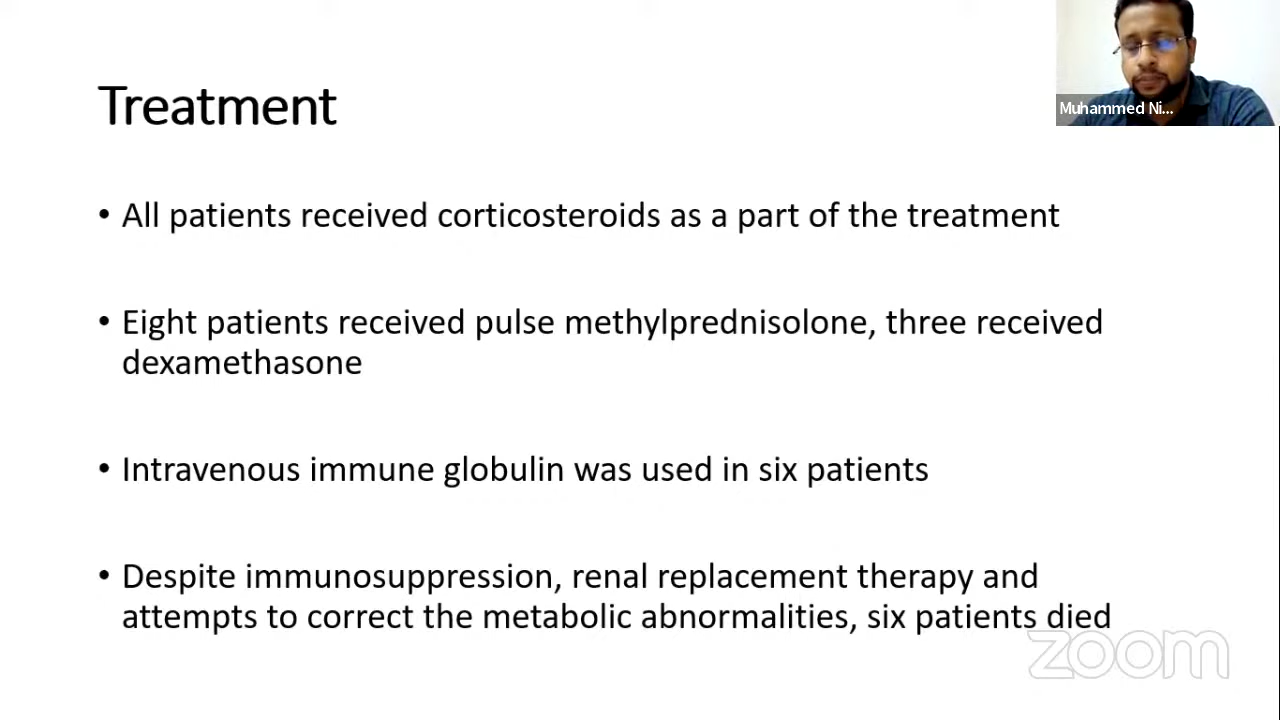 Muhammed Ni...
Treatment
• All patients received corticosteroids as a part of the treatment
• Eight patients received pulse methylprednisolone, three received
dexamethasone
• Intravenous immune globulin was used in six patients
• Despite immunosuppression, renal replacement therapy and
attempts to correct the metabolic abnormalities, six patients died
zoom